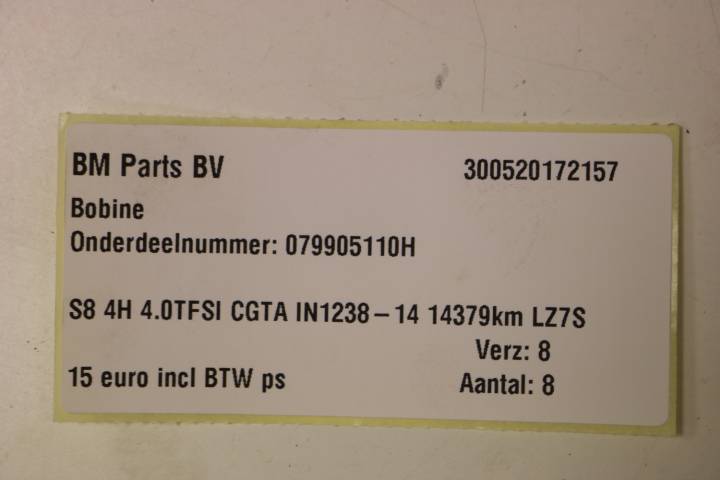 BM Parts BV 300520172157
Bobine
Onderdeelnummer: 079905110H
S8 4H 4.0TFSI CGTA IN1238-14 14379km LZ7S
Verz: 8
15 euro incl BTW ps Aantal: 8